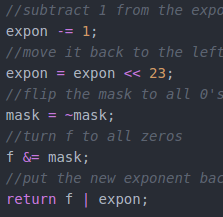 //subtract 1 from the expo
expon -= 1;
//move it back to the left
expon = expon << 23;
//flip the mask to all 0's
mask = ~mask;
//turn f to all zeros
f &= mask;
//put the new exponent bac
return f | expon;